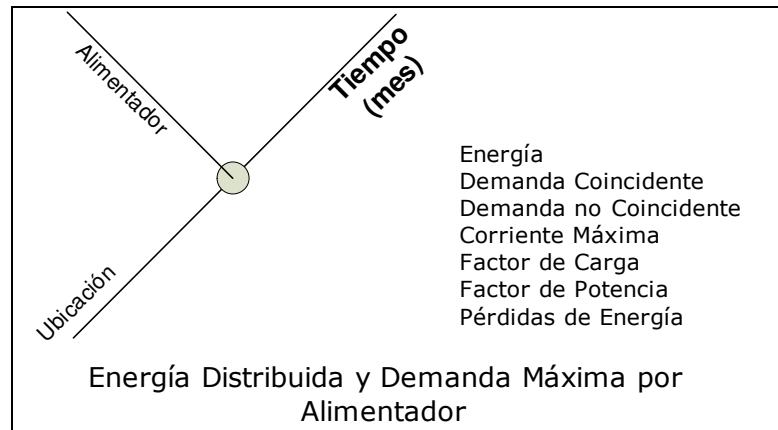 Alimentador
Tiempo
(mes)
Ubicación
Energía
Demanda Coincidente
Demanda no Coincidente
Corriente Máxima
Factor de Carga
Factor de Potencia
Pérdidas de Energía
Energía Distribuida y Demanda Máxima por
Alimentador